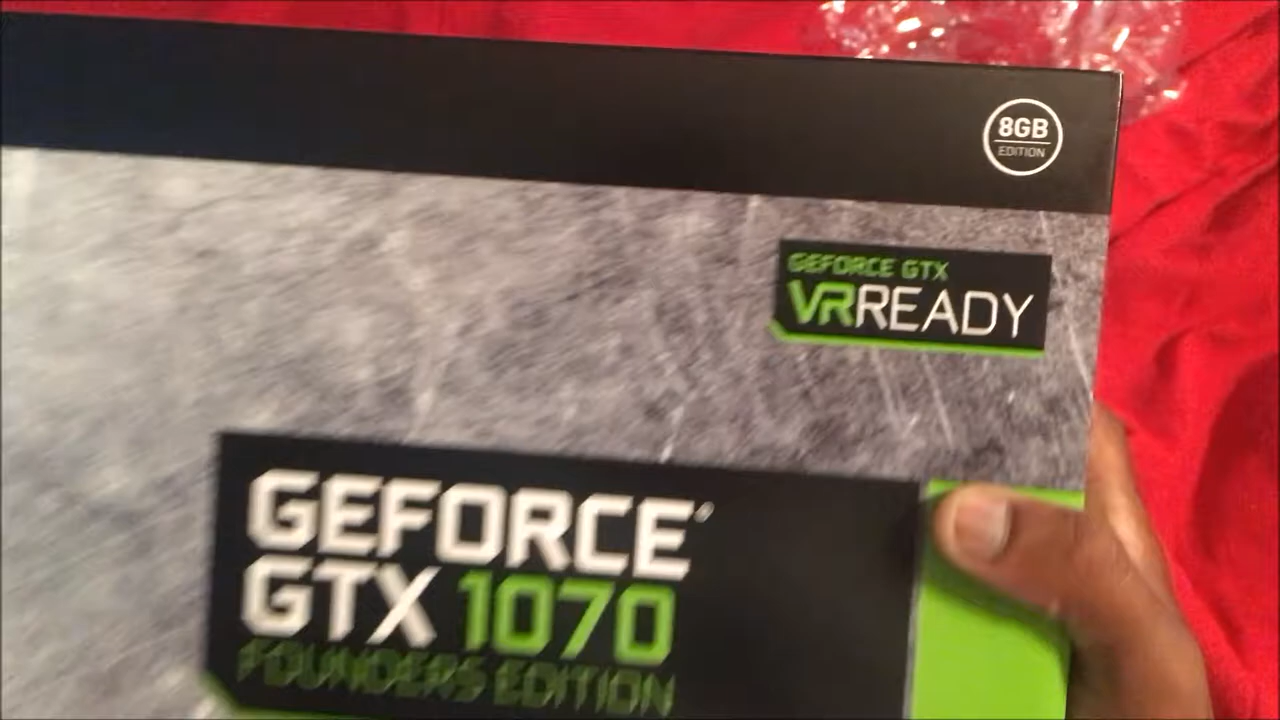 8GB
EDITION
GEFORCE GTX
VRREADY
GEFORCE
GTX 1070
FOUNDERS EDITION